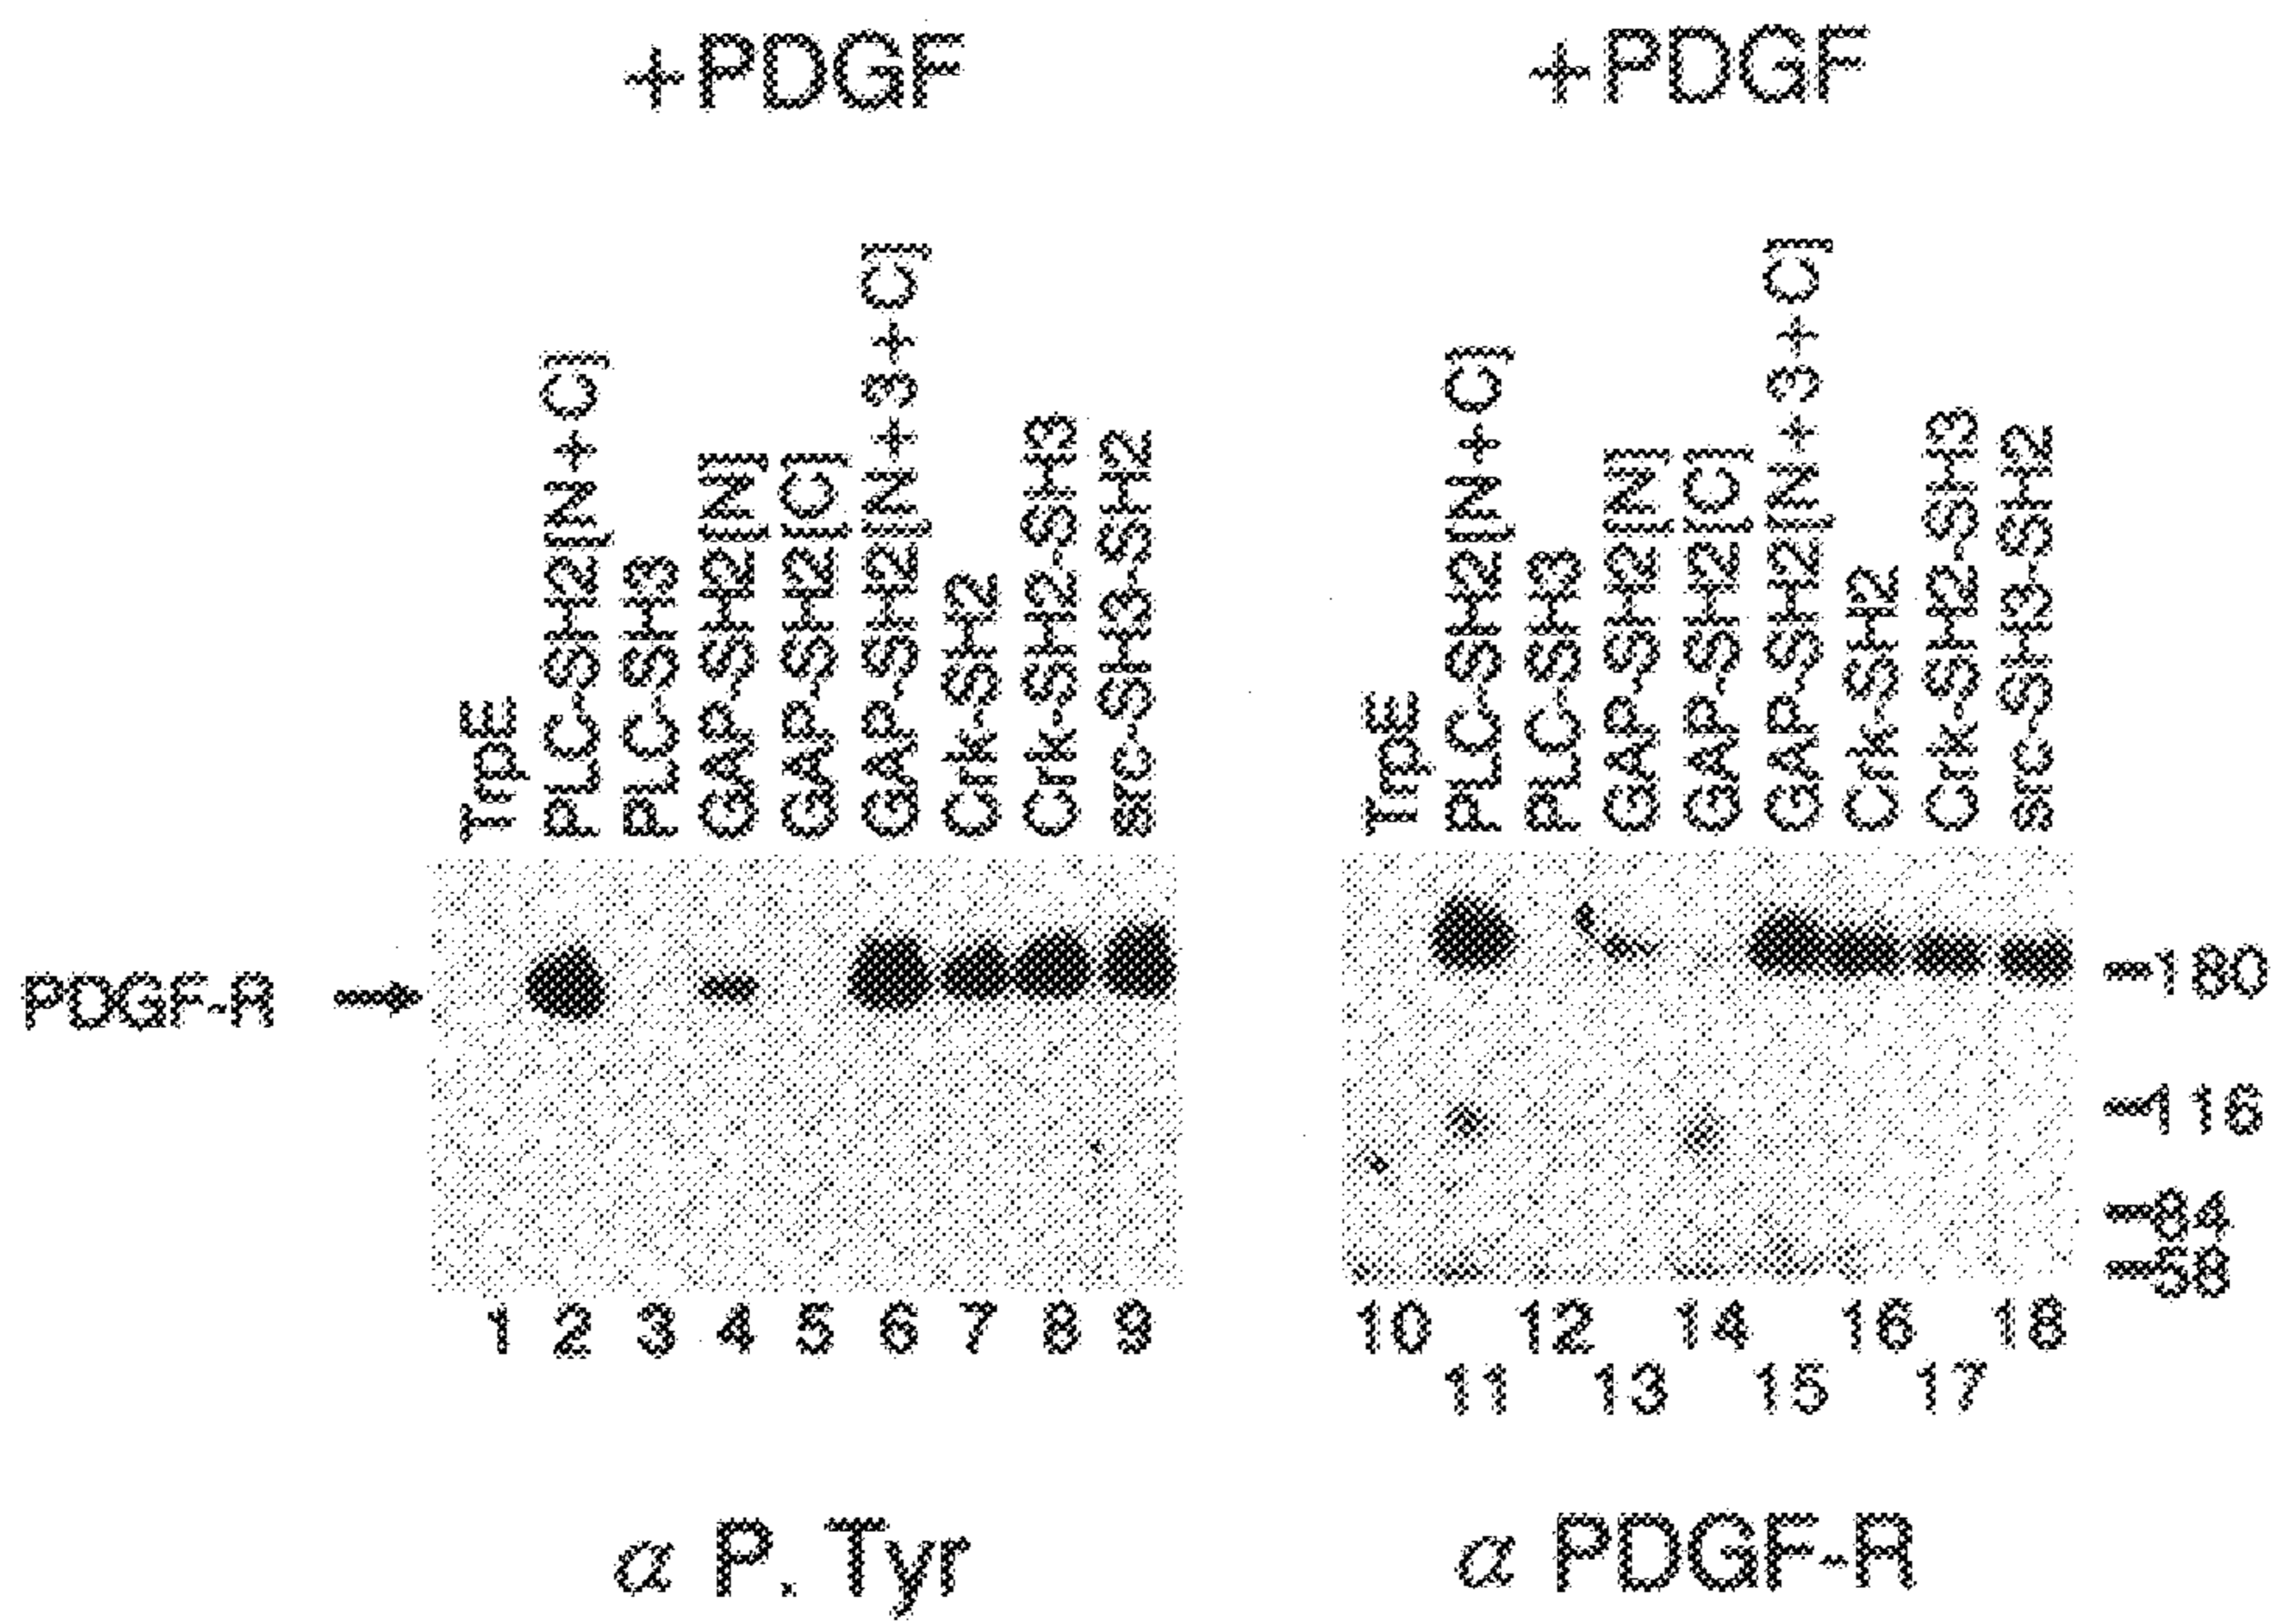 +PDGF
+PDGF
TrpE
PLC-SH2[N+C]
PLC-SH3
GAP-SH2[N]
GAP-SH2[C]
GAP-SH2[N+3+C]
Crk-SH2
Crk-SH2-SH3
src-SH3-SH2
TrpE
PLC-SH2[N+C]
PLC-SH3
GAP-SH2[N]
GAP-SH2[C]
GAP-SH2[N+3+C]
Crk-SH2
Crk-SH2-SH3
src-SH3-SH2
PDGF-R
-180
-116
-84
-58
1 2 3 4 5 6 7 8 9
10 12 14 16 18
11 13 15 17
α P. Tyr
α PDGF-R